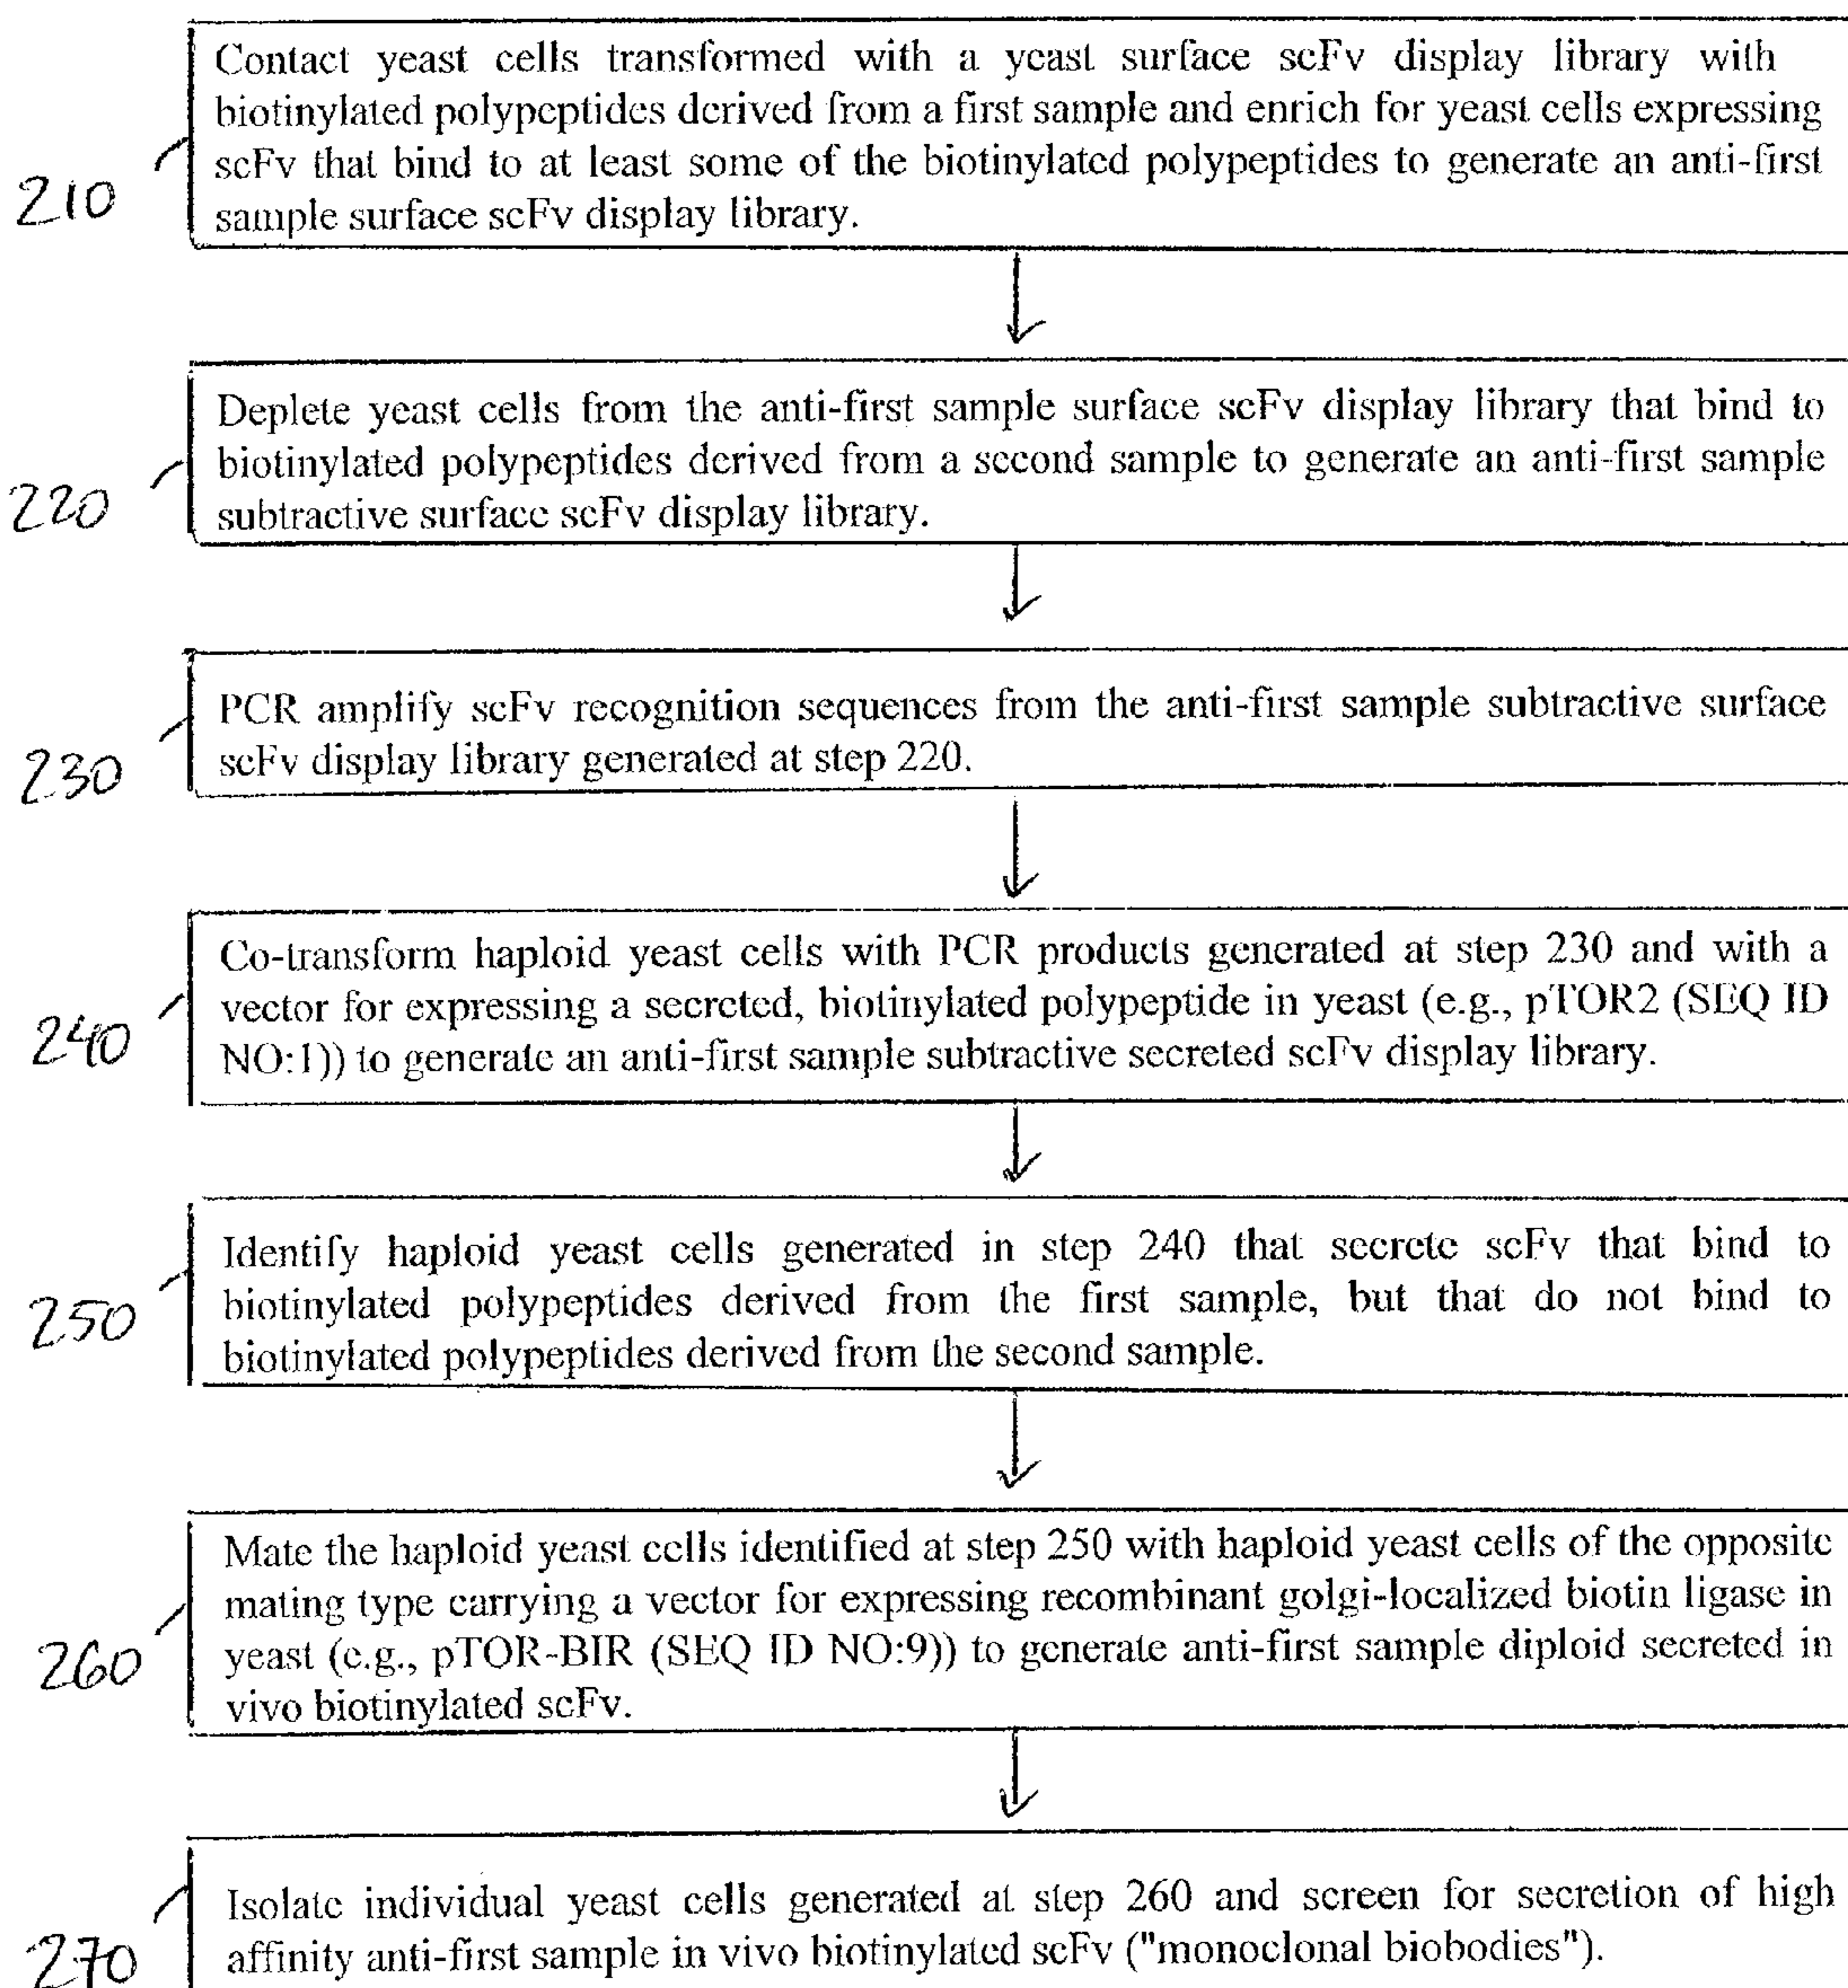 Contact yeast cells transformed with a yeast surface scFv display library with
biotinylated polypeptides derived from a first sample and enrich for yeast cells expressing
scFv that bind to at least some of the biotinylated polypeptides to generate an anti-first
sample surface scFv display library.
210
Deplete yeast cells from the anti-first sample surface scFv display library that bind to
biotinylated polypeptides derived from a second sample to generate an anti-first sample
subtractive surface scFv display library.
220
PCR amplify scFv recognition sequences from the anti-first sample subtractive surface
scFv display library generated at step 220.
230
Co-transform haploid yeast cells with PCR products generated at step 230 and with a
vector for expressing a secreted, biotinylated polypeptide in yeast (e.g., pTOR2 (SEQ ID
NO:1)) to generate an anti-first sample subtractive secreted scFv display library.
240
Identify haploid yeast cells generated in step 240 that secrete scFv that bind to
biotinylated polypeptides derived from the first sample, but that do not bind to
biotinylated polypeptides derived from the second sample.
250
Mate the haploid yeast cells identified at step 250 with haploid yeast cells of the opposite
mating type carrying a vector for expressing recombinant golgi-localized biotin ligase in
yeast (e.g., pTOR-BIR (SEQ ID NO:9)) to generate anti-first sample diploid secreted in
vivo biotinylated scFv.
260
Isolate individual yeast cells generated at step 260 and screen for secretion of high
affinity anti-first sample in vivo biotinylated scFv ("monoclonal biobodies").
270